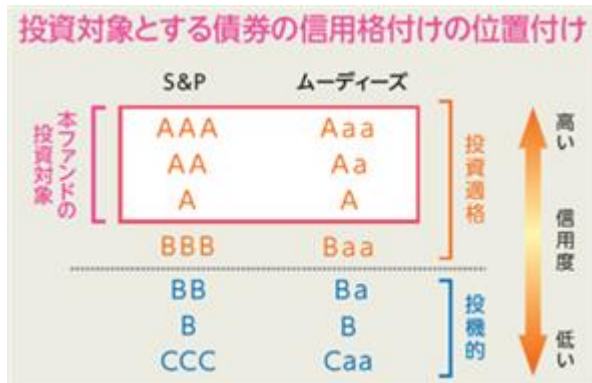 投資対象とする債券の信用格付けの位置付け
S&P ムーディーズ
本ファンドの
投資対象
AAA Aaa
AA Aa
A A
BBB Baa
投資適格
BB Ba
B B
CCC Caa
投機的
高い
信用度
低い